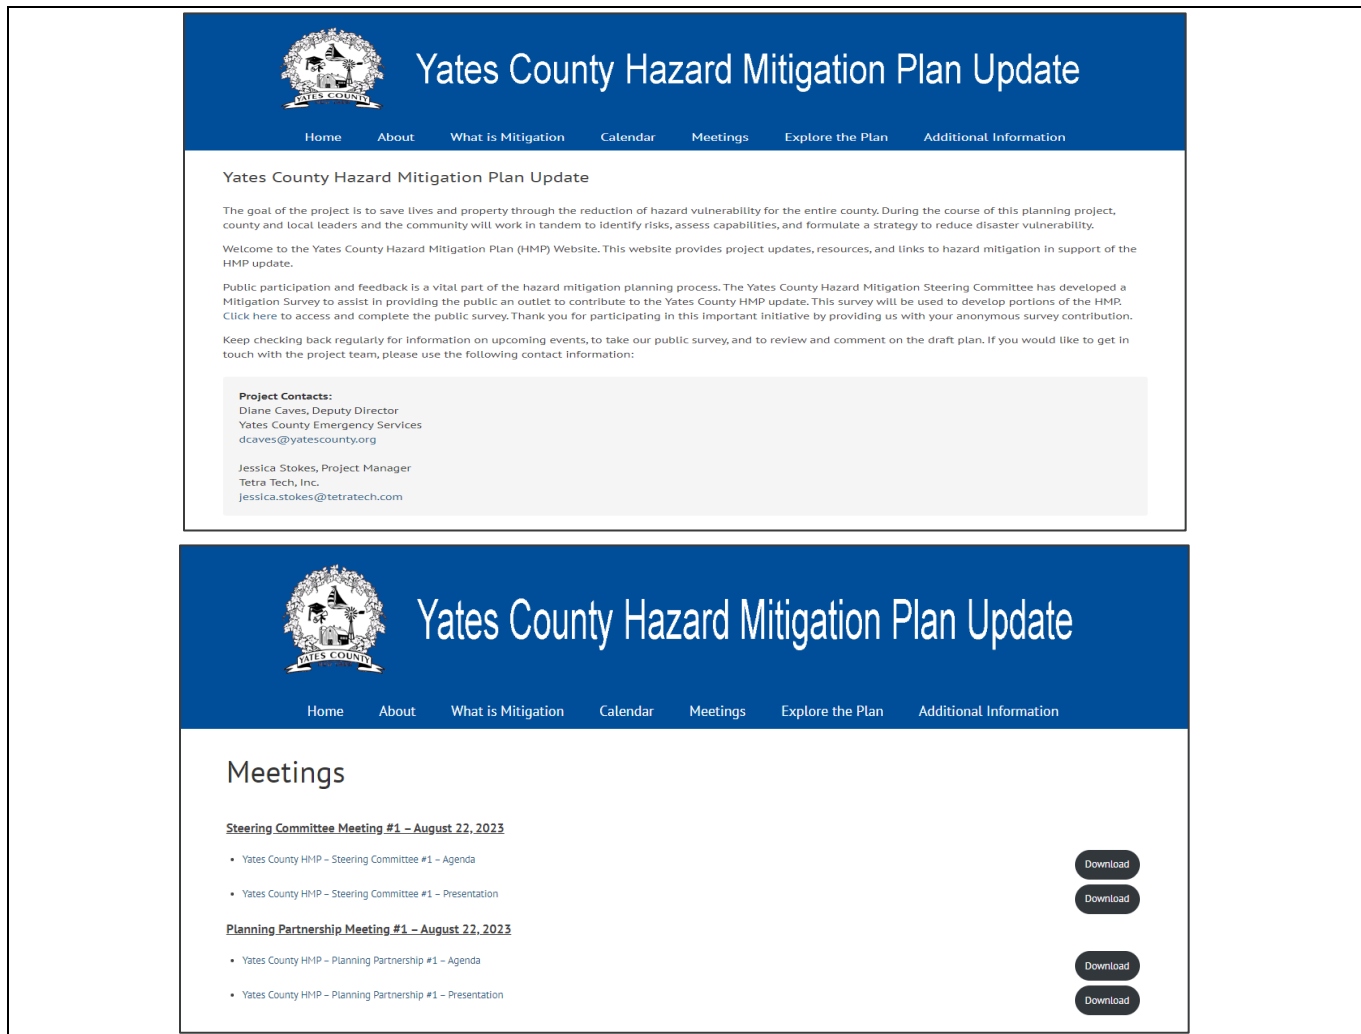 YATES COUNTY
Yates County Hazard Mitigation Plan Update
Home About What is Mitigation Calendar Meetings Explore the Plan Additional Information
Yates County Hazard Mitigation Plan Update
The goal of the project is to save lives and property through the reduction of hazard vulnerability for the entire county. During the course of this planning project,
county and local leaders and the community will work in tandem to identify risks, assess capabilities, and formulate a strategy to reduce disaster vulnerability.
Welcome to the Yates County Hazard Mitigation Plan (HMP) Website. This website provides project updates, resources, and links to hazard mitigation in support of the
HMP update.
Public participation and feedback is a vital part of the hazard mitigation planning process. The Yates County Hazard Mitigation Steering Committee has developed a
Mitigation Survey to assist in providing the public an outlet to contribute to the Yates County HMP update. This survey will be used to develop portions of the HMP.
Click here to access and complete the public survey. Thank you for participating in this important initiative by providing us with your anonymous survey contribution.
Keep checking back regularly for information on upcoming events, to take our public survey, and to review and comment on the draft plan. If you would like to get in
touch with the project team, please use the following contact information:
Project Contacts:
Diane Caves, Deputy Director
Yates County Emergency Services
dcaves@yatescounty.org
Jessica Stokes, Project Manager
Tetra Tech, Inc.
jessica.stokes@tetratech.com
YATES COUNTY
Yates County Hazard Mitigation Plan Update
Home About What is Mitigation Calendar Meetings Explore the Plan Additional Information
Meetings
Steering Committee Meeting #1 – August 22, 2023
• Yates County HMP – Steering Committee #1 – Agenda Download
• Yates County HMP – Steering Committee #1 – Presentation Download
Planning Partnership Meeting #1 – August 22, 2023
• Yates County HMP – Planning Partnership #1 – Agenda Download
• Yates County HMP – Planning Partnership #1 – Presentation Download